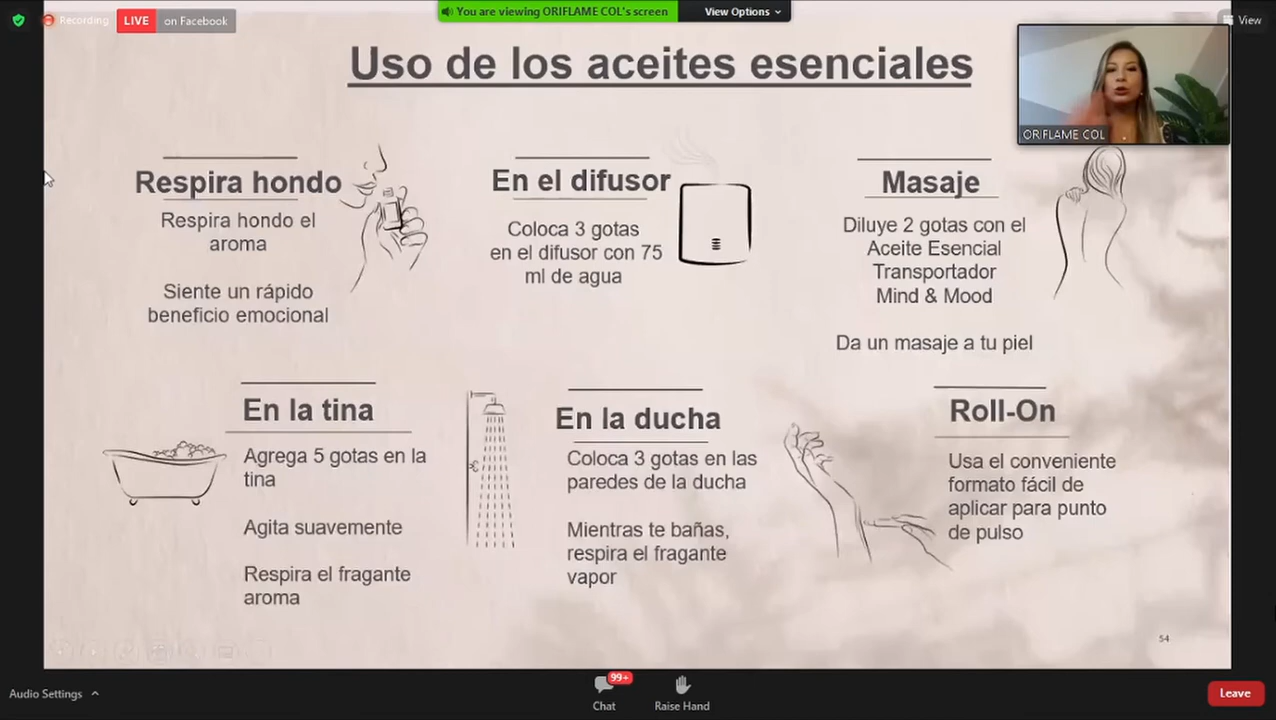 Recording
LIVE
on Facebook
You are viewing ORIFLAME COL's screen
View Options
View
Uso de los aceites esenciales
ORIFLAME COL
Respira hondo
Respira hondo el
aroma
Siente un rápido
beneficio emocional
En el difusor
Coloca 3 gotas
en el difusor con 75
ml de agua
Masaje
Diluye 2 gotas con el
Aceite Esencial
Transportador
Mind & Mood
Da un masaje a tu piel
En la tina
Agrega 5 gotas en la
tina
Agita suavemente
Respira el fragante
aroma
En la ducha
Coloca 3 gotas en las
paredes de la ducha
Mientras te bañas,
respira el fragante
vapor
Roll-On
Usa el conveniente
formato fácil de
aplicar para punto
de pulso
54
Audio Settings
99+
Chat
Raise Hand
Leave